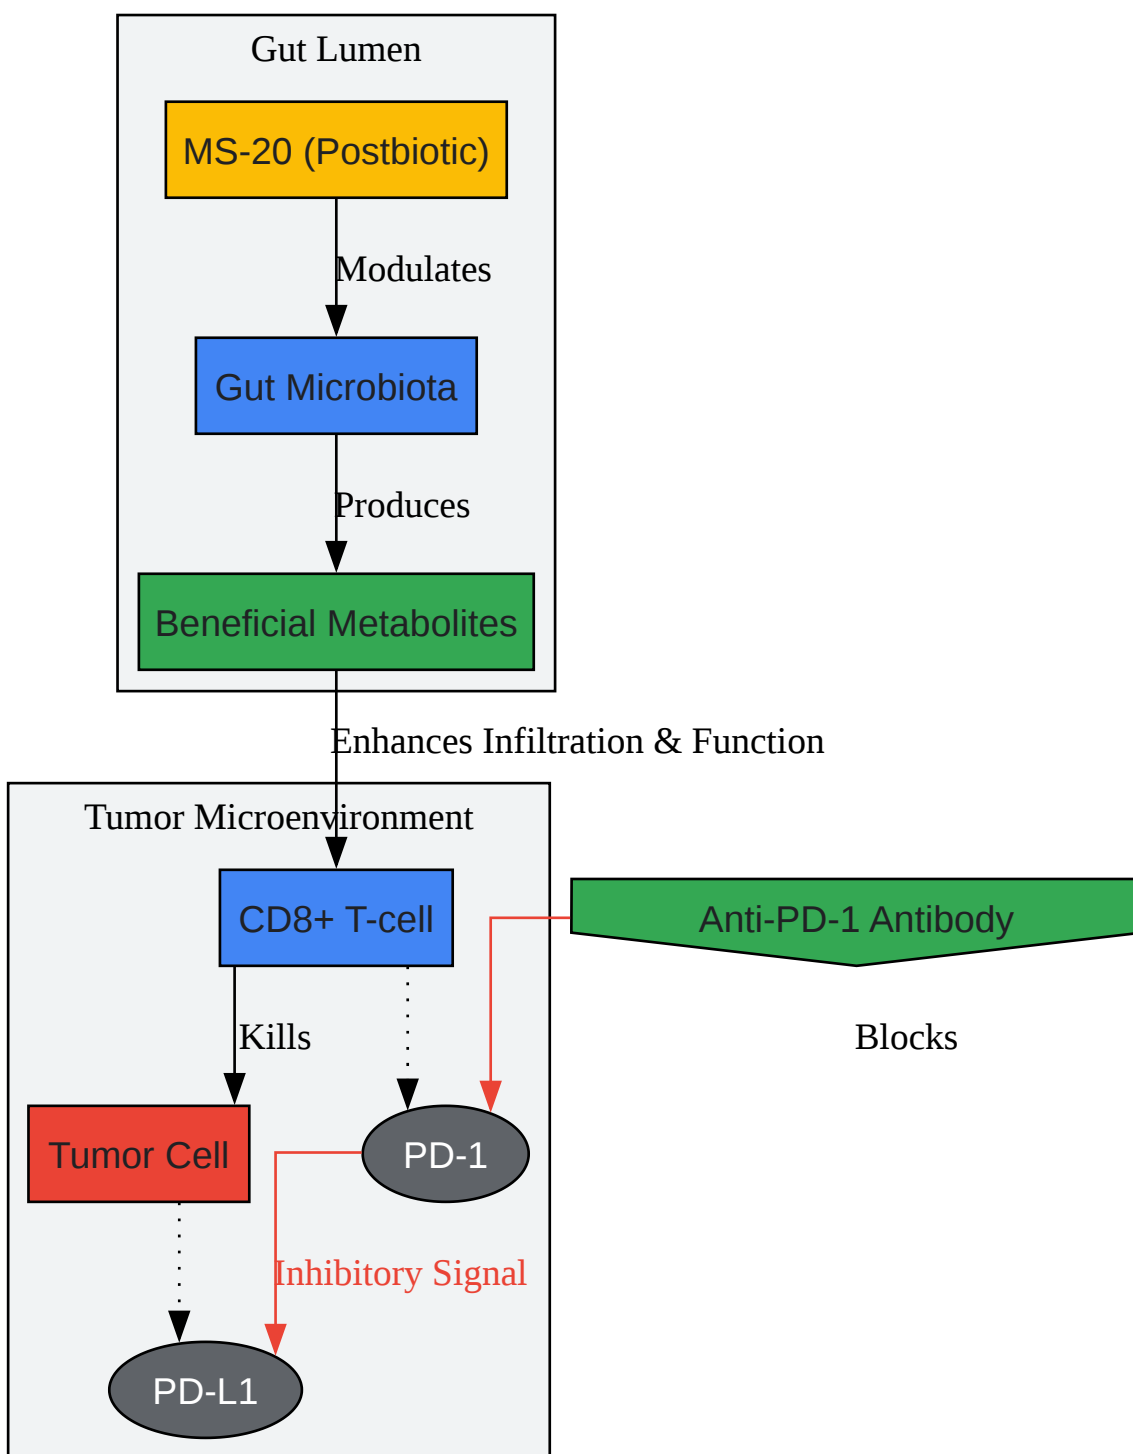 Gut Lumen
MS-20 (Postbiotic)
Modulates
Gut Microbiota
Produces
Beneficial Metabolites
Enhances Infiltration & Function
Tumor Microenvironment
CD8+ T-cell
Anti-PD-1 Antibody
Kills
Blocks
Tumor Cell
PD-1
Inhibitory Signal
PD-L1